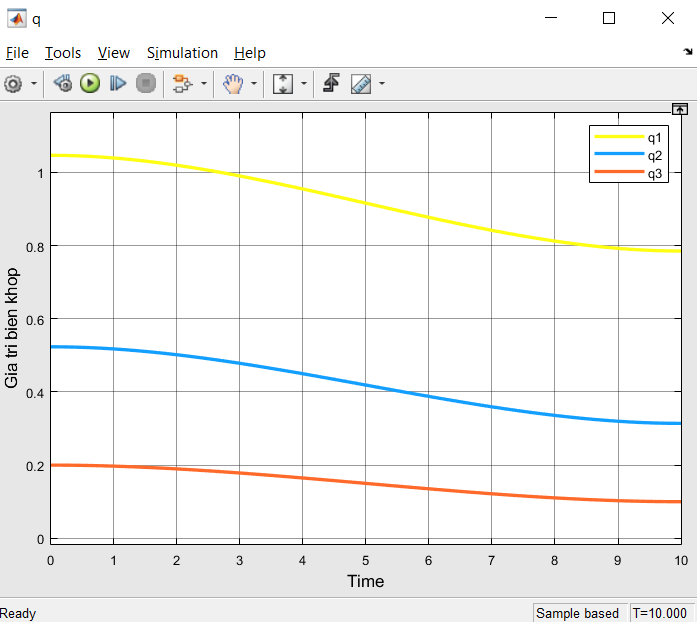 q
File Tools View Simulation Help
q1
q2
q3
1
0.8
0.6
0.4
0.2
0
Gia tri bien khop
0 1 2 3 4 5 6 7 8 9 10
Time
Ready Sample based T=10.000